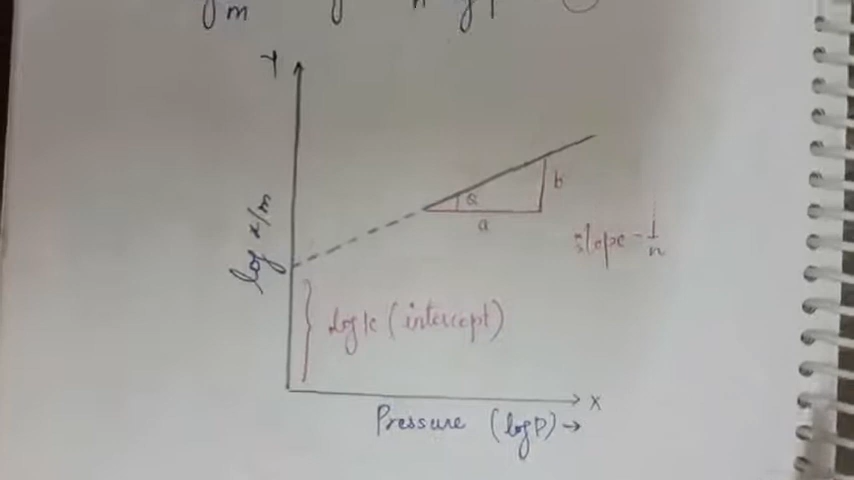 Y
log x/m
b
a
slope - 1/n
log k (intercept)
X
Pressure (log P) →